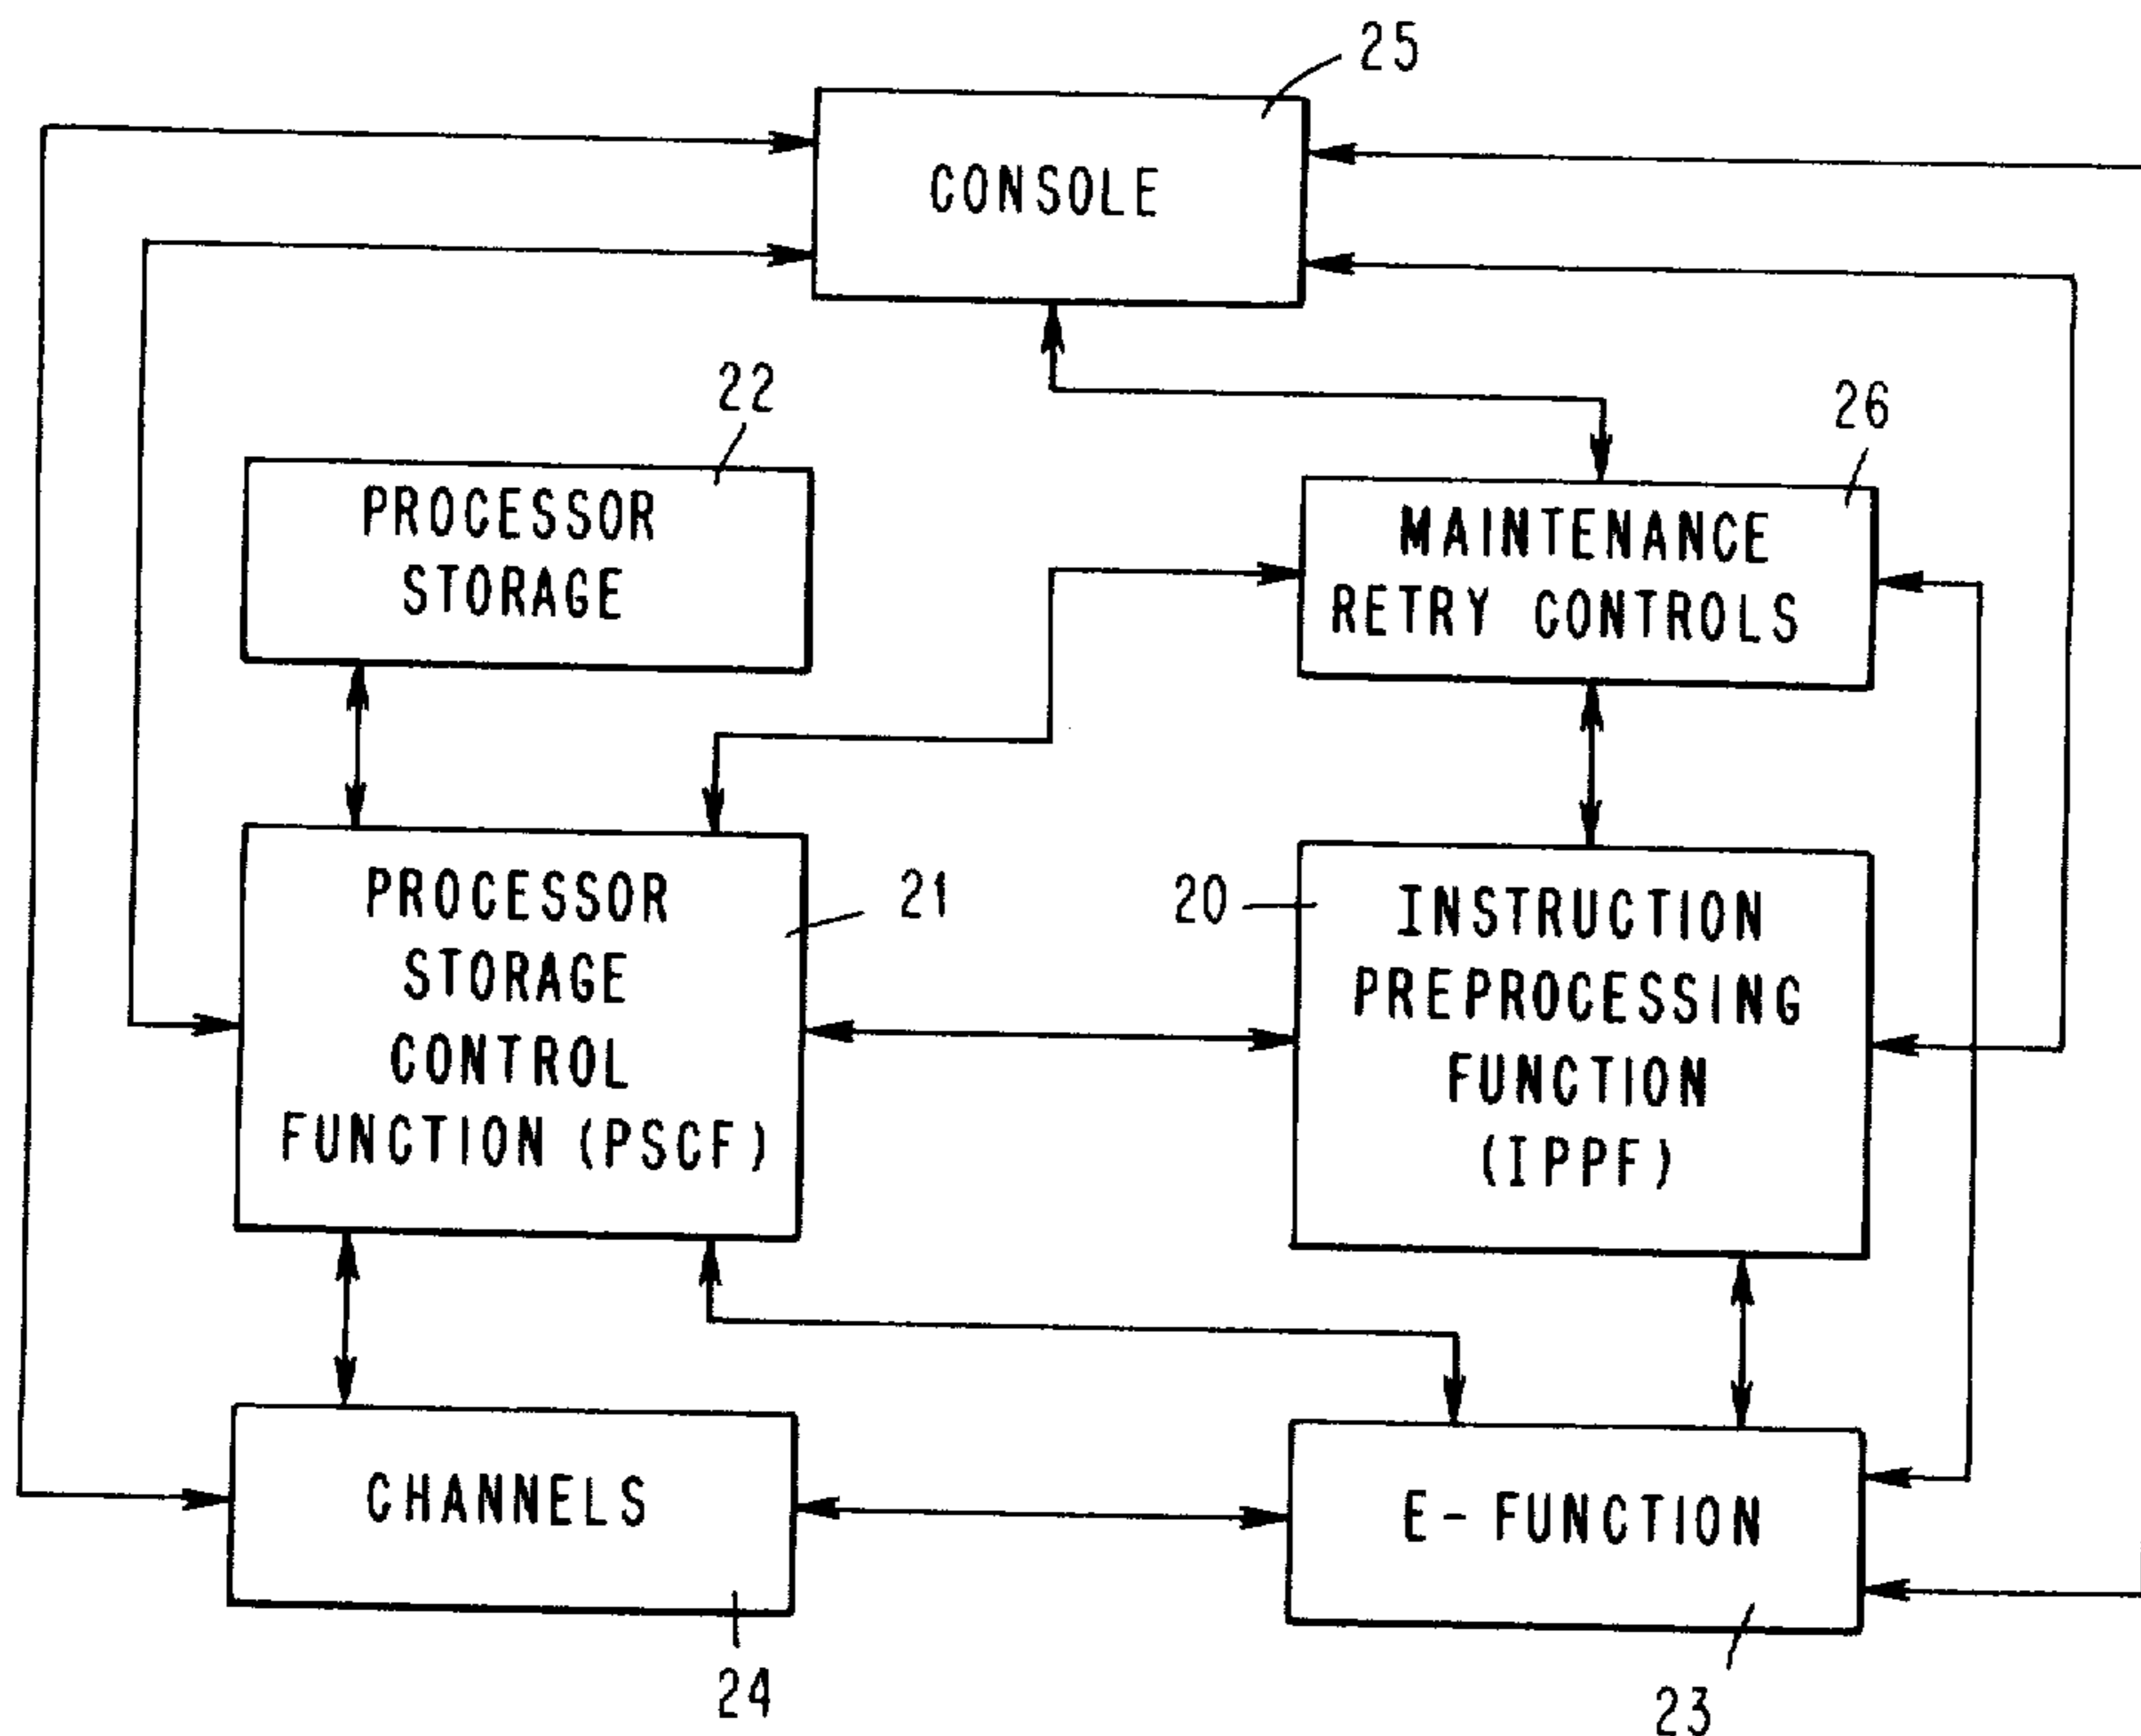 25
CONSOLE
22
PROCESSOR
STORAGE
26
MAINTENANCE
RETRY CONTROLS
21
PROCESSOR
STORAGE
CONTROL
FUNCTION (PSCF)
20
INSTRUCTION
PREPROCESSING
FUNCTION
(IPPF)
CHANNELS
24
E-FUNCTION
23